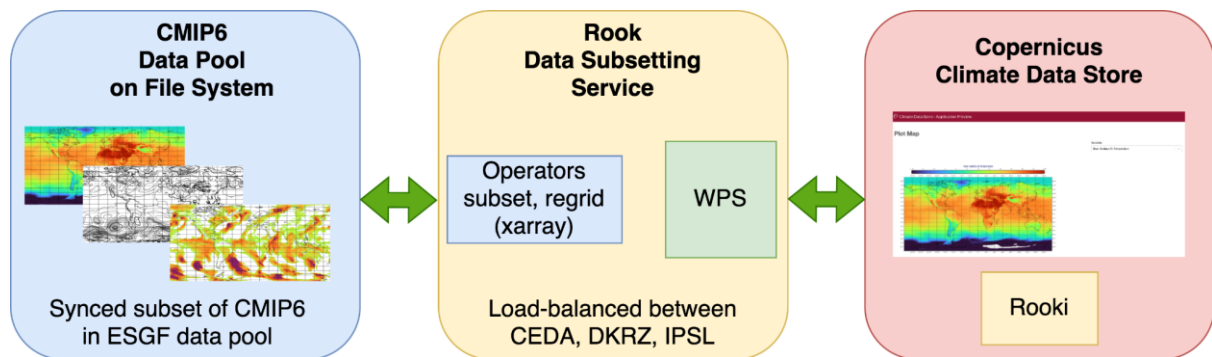 CMIP6
Data Pool
on File System
Synced subset of CMIP6
in ESGF data pool
Rook
Data Subsetting
Service
Operators
subset, regrid
(xarray)
WPS
Load-balanced between
CEDA, DKRZ, IPSL
Copernicus
Climate Data Store
Plot Map
Rooki